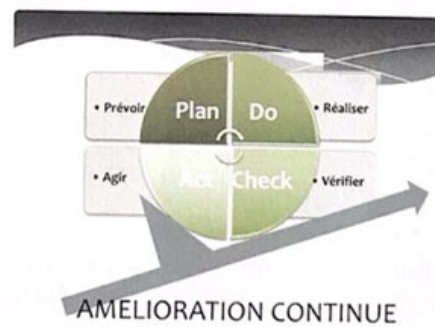 • Prévoir
Plan
Do
• Réaliser
• Agir
Act
Check
• Vérifier
AMELIORATION CONTINUE